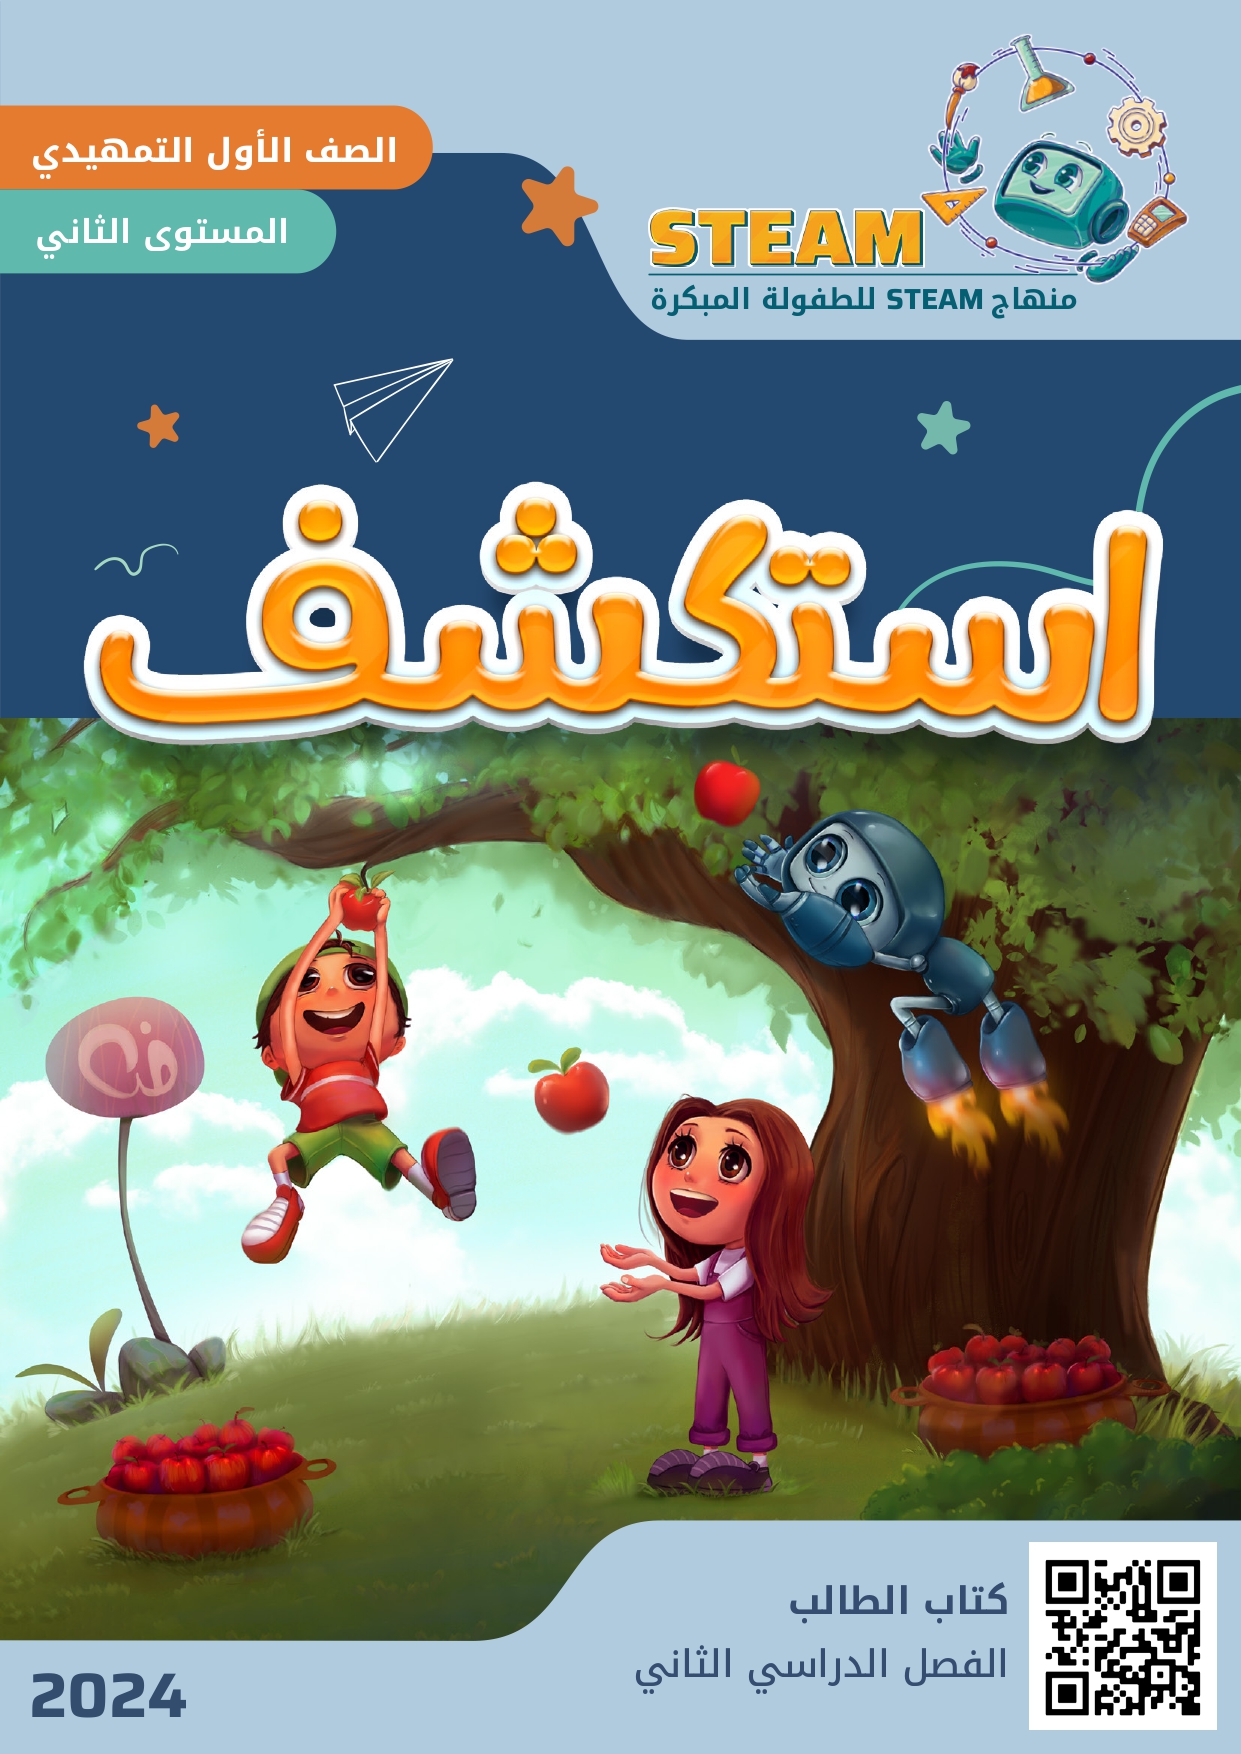 الصف الأول التمهيدي
المستوى الثاني
STEAM
منهاج STEAM للطفولة المبكرة
استكشف
كتاب الطالب
الفصل الدراسي الثاني
2024